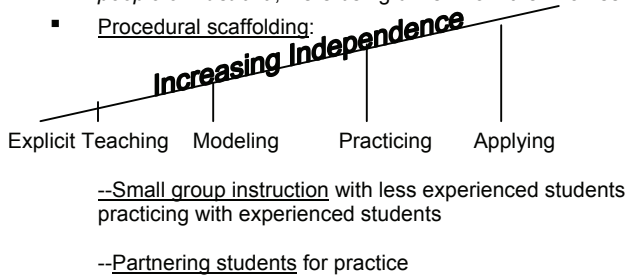 ▪ Procedural scaffolding:
Increasing Independence
Explicit Teaching Modeling Practicing Applying
--Small group instruction with less experienced students
practicing with experienced students
--Partnering students for practice